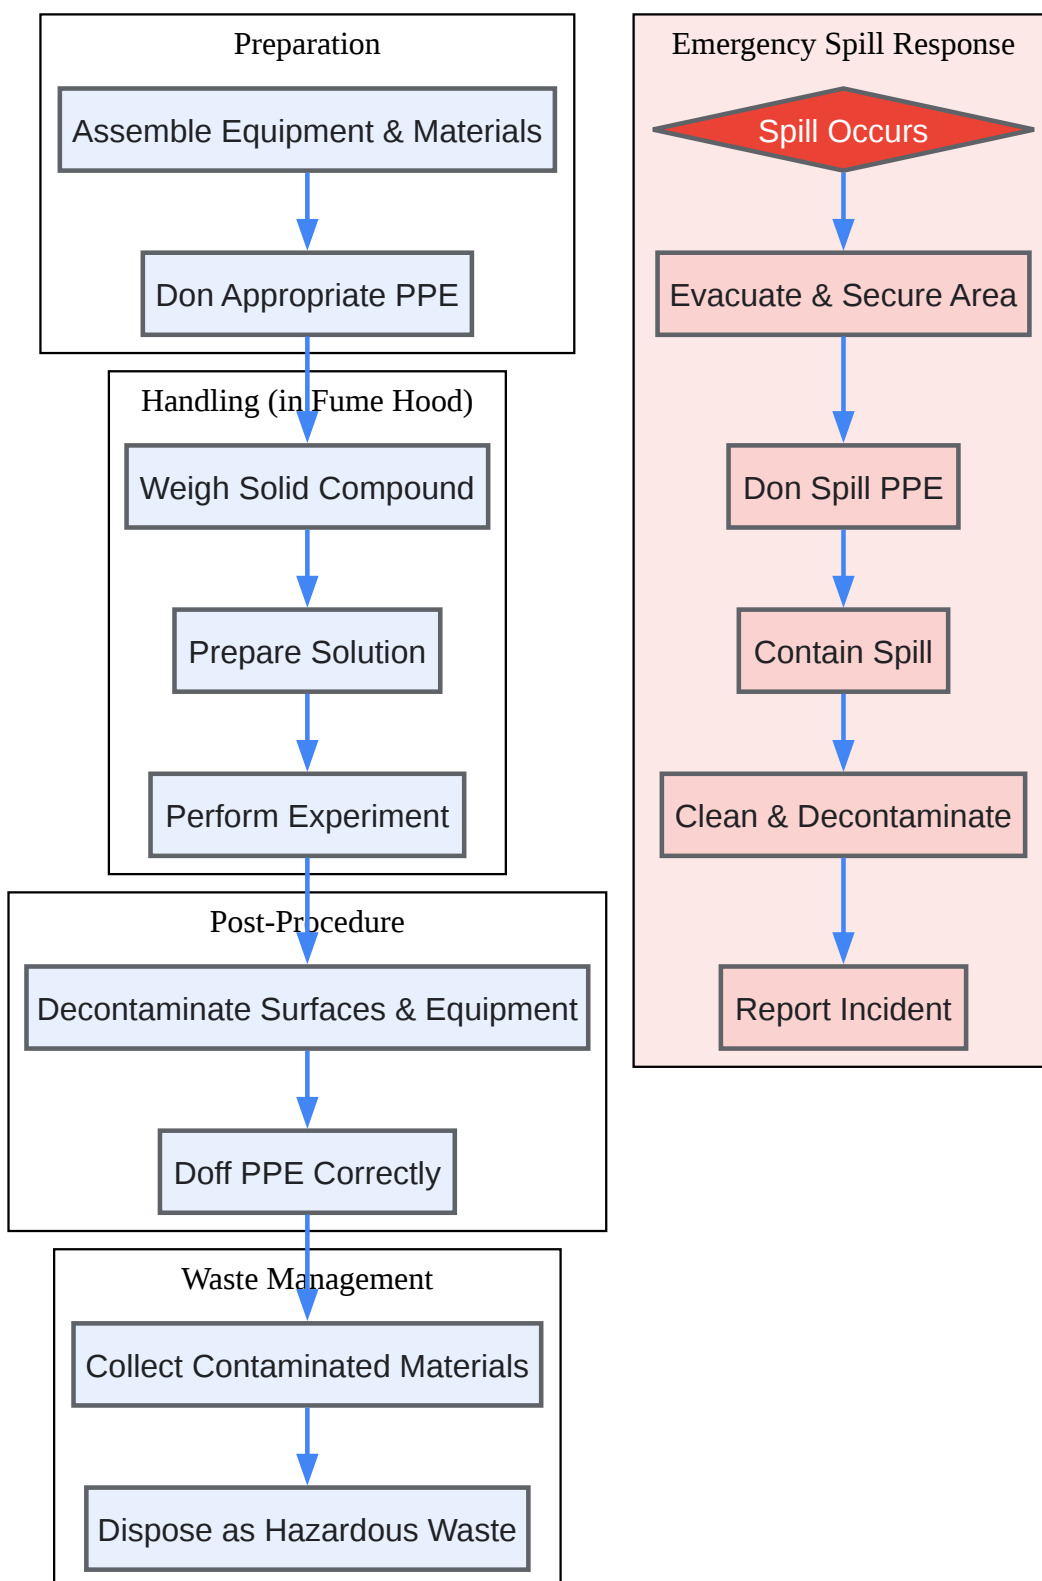 Preparation
Assemble Equipment & Materials
Don Appropriate PPE
Handling (in Fume Hood)
Weigh Solid Compound
Prepare Solution
Perform Experiment
Post-Procedure
Decontaminate Surfaces & Equipment
Doff PPE Correctly
Waste Management
Collect Contaminated Materials
Dispose as Hazardous Waste
Emergency Spill Response
Spill Occurs
Evacuate & Secure Area
Don Spill PPE
Contain Spill
Clean & Decontaminate
Report Incident